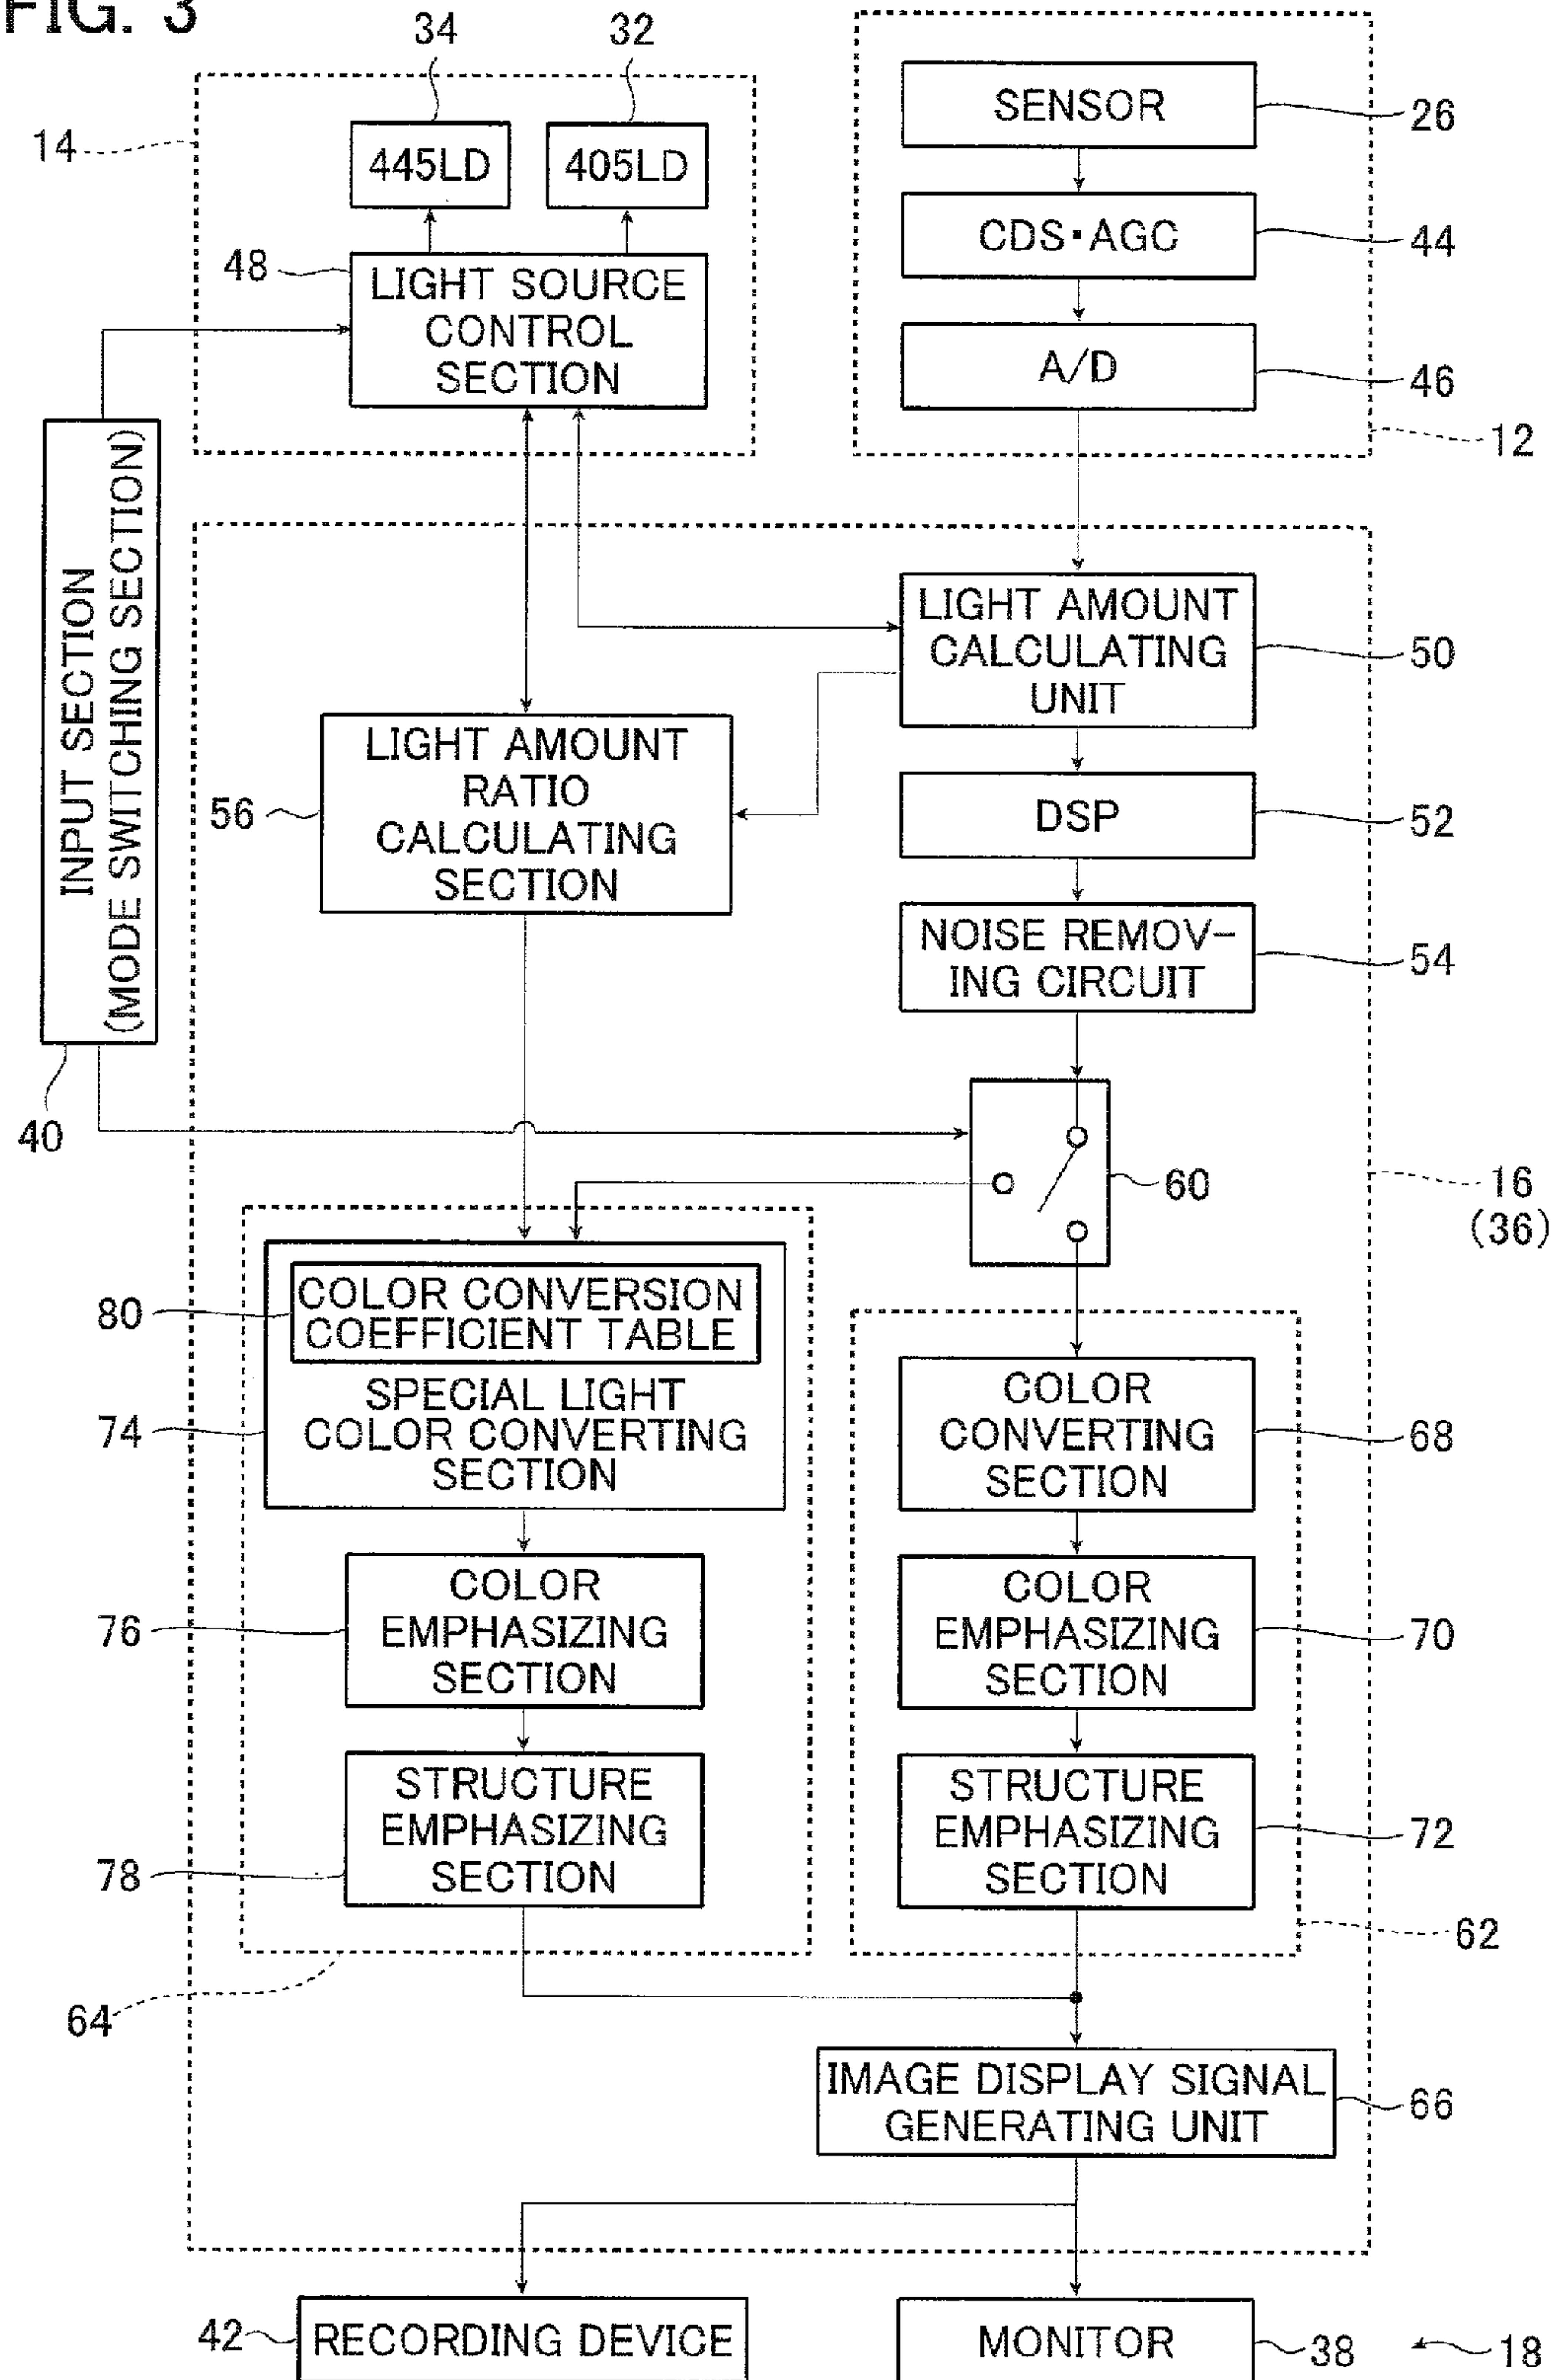 FIG. 3
34
32
14
445LD
405LD
48
LIGHT SOURCE
CONTROL
SECTION
SENSOR
26
CDS・AGC
44
A/D
46
12
INPUT SECTION
(MODE SWITCHING SECTION)
40
LIGHT AMOUNT
CALCULATING
UNIT
50
LIGHT AMOUNT
RATIO
CALCULATING
SECTION
56
DSP
52
NOISE REMOV-
ING CIRCUIT
54
60
16
(36)
80
COLOR CONVERSION
COEFFICIENT TABLE
74
SPECIAL LIGHT
COLOR CONVERTING
SECTION
COLOR
CONVERTING
SECTION
68
76
COLOR
EMPHASIZING
SECTION
COLOR
EMPHASIZING
SECTION
70
78
STRUCTURE
EMPHASIZING
SECTION
STRUCTURE
EMPHASIZING
SECTION
72
62
64
IMAGE DISPLAY SIGNAL
GENERATING UNIT
66
42
RECORDING DEVICE
MONITOR
38
18